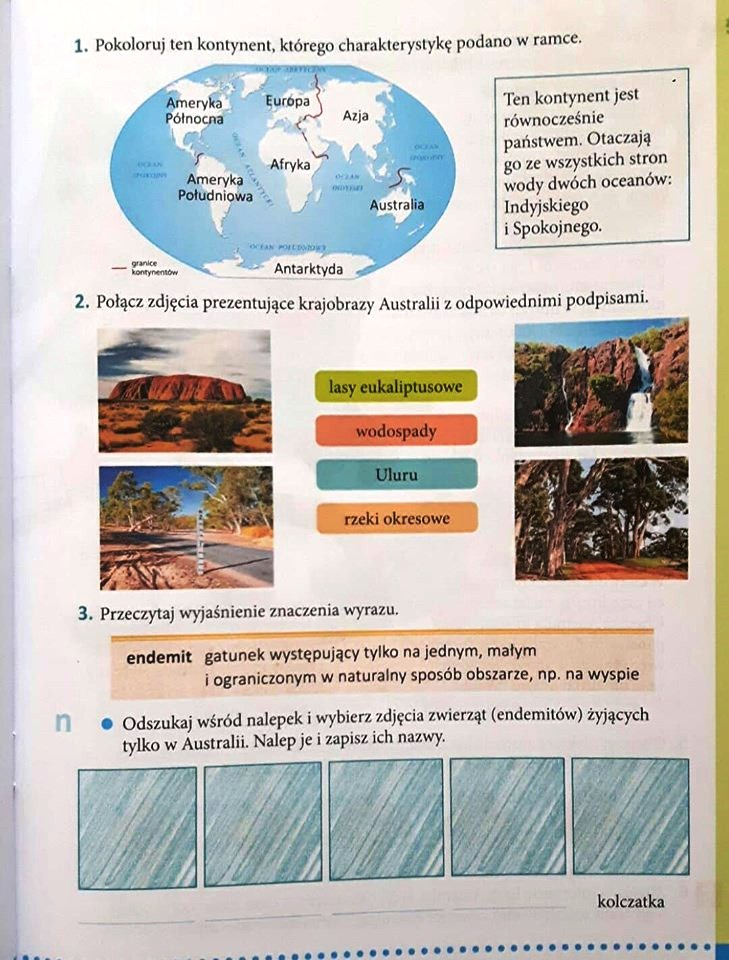 1. Pokoloruj ten kontynent, którego charakterystykę podano w ramce.
OCEAN ARKTYCZNY
Ameryka
Północna
Europa
Azja
OCEAN
SPOKOJNY
OCEAN ATLANTYCKI
Afryka
OCEAN
INDYJSKI
OCEAN
SPOKOJNY
Ameryka
Południowa
Australia
OCEAN POŁUDNIOWY
granice
kontynentów
Antarktyda
Ten kontynent jest
równocześnie
państwem. Otaczają
go ze wszystkich stron
wody dwóch oceanów:
Indyjskiego
i Spokojnego.
2. Połącz zdjęcia prezentujące krajobrazy Australii z odpowiednimi podpisami.
lasy eukaliptusowe
wodospady
Uluru
rzeki okresowe
3. Przeczytaj wyjaśnienie znaczenia wyrazu.
endemit gatunek występujący tylko na jednym, małym
i ograniczonym w naturalny sposób obszarze, np. na wyspie
n • Odszukaj wśród nalepek i wybierz zdjęcia zwierząt (endemitów) żyjących
tylko w Australii. Nalep je i zapisz ich nazwy.
kolczatka